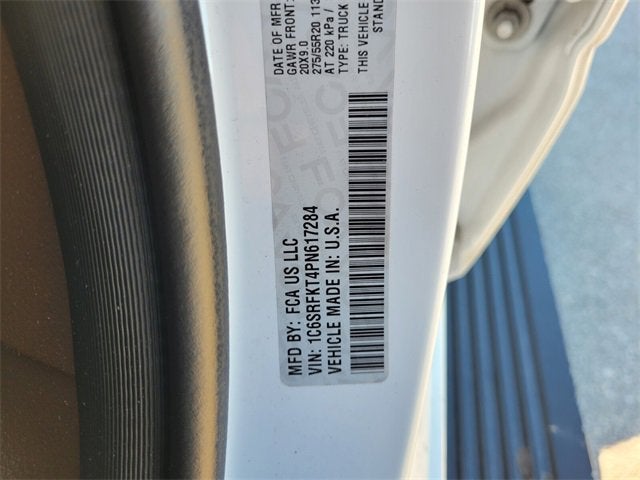 MFD BY: FCA US LLC
VIN: 1C6SRFKT4PN617284
VEHICLE MADE IN: U.S.A.
DATE OF MFR
GAWR FRONT:
20X9.0
275/55R20 113
AT 220 kPa /
TYPE: TRUCK
THIS VEHICLE
STAND